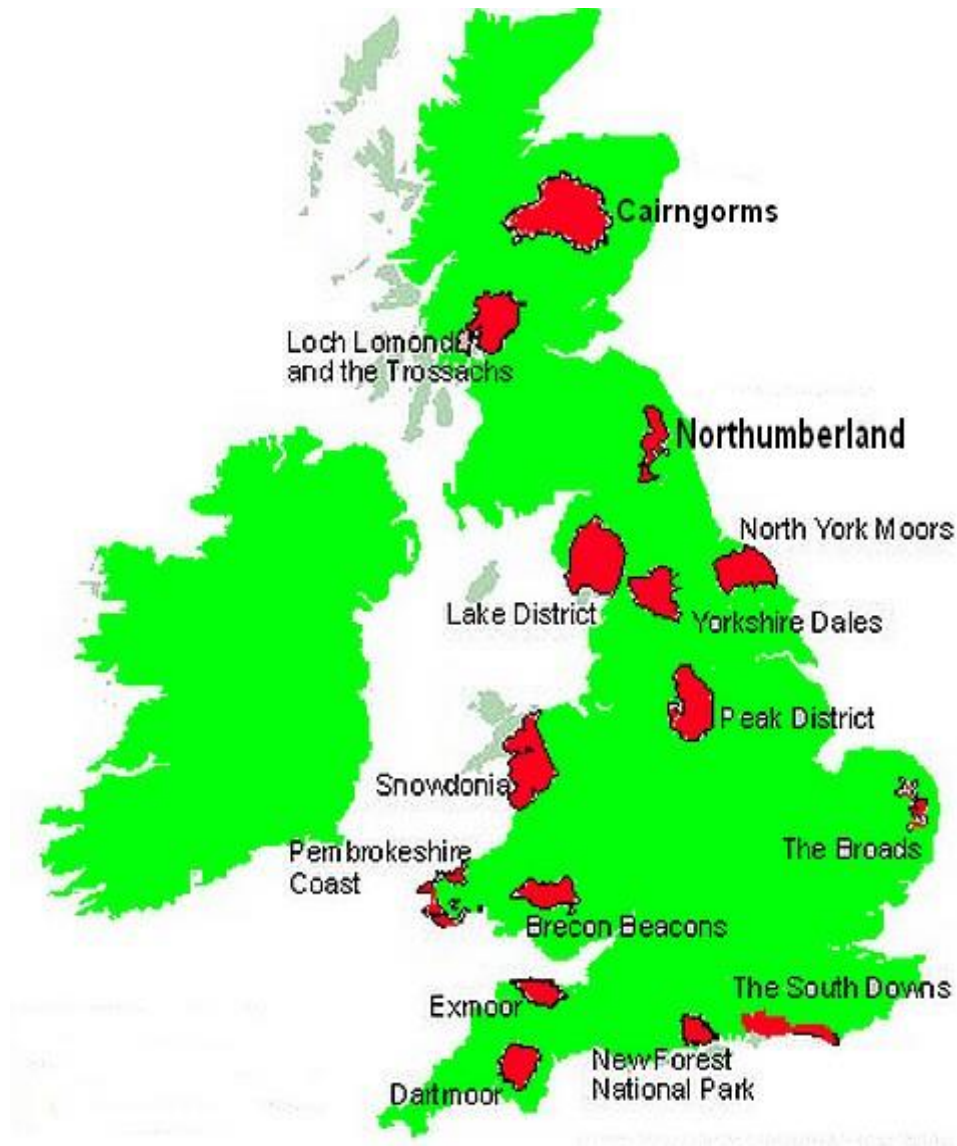 Cairngorms
Loch Lomond
and the Trossachs
Northumberland
North York Moors
Lake District
Yorkshire Dales
Peak District
Snowdonia
The Broads
Pembrokeshire
Coast
Brecon Beacons
The South Downs
Exmoor
New Forest
National Park
Dartmoor